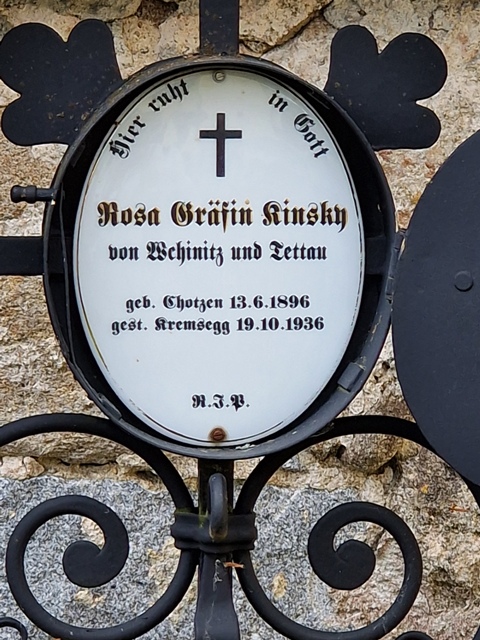 Hier ruht in Gott
Rosa Gräfin Kinsky
von Wchinitz und Tettau
geb. Chotzen 13.6.1896
gest. Kremsegg 19.10.1936
R.I.P.